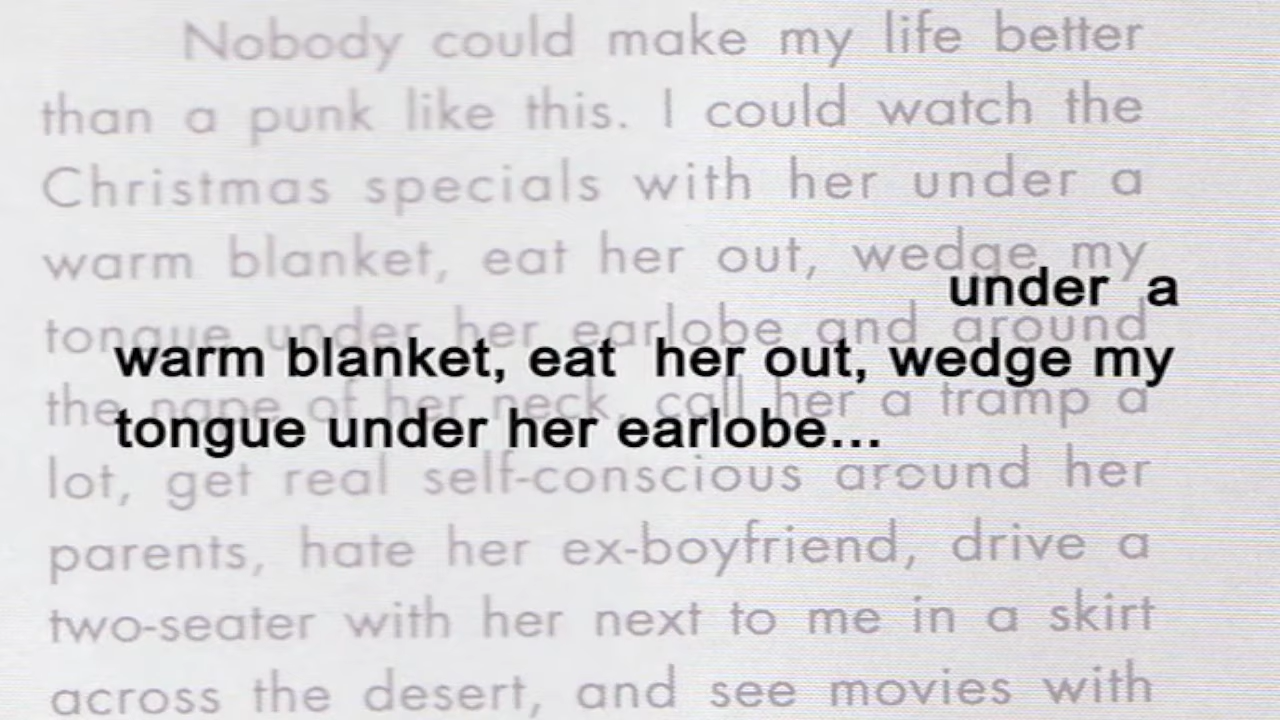 Nobody could make my life better
than a punk like this. I could watch the
Christmas specials with her under a
warm blanket, eat her out, wedge my
under a
tongue under her earlobe and around
warm blanket, eat her out, wedge my
the nape of her neck, call her a tramp a
tongue under her earlobe...
lot, get real self-conscious around her
parents, hate her ex-boyfriend, drive a
two-seater with her next to me in a skirt
across the desert, and see movies with